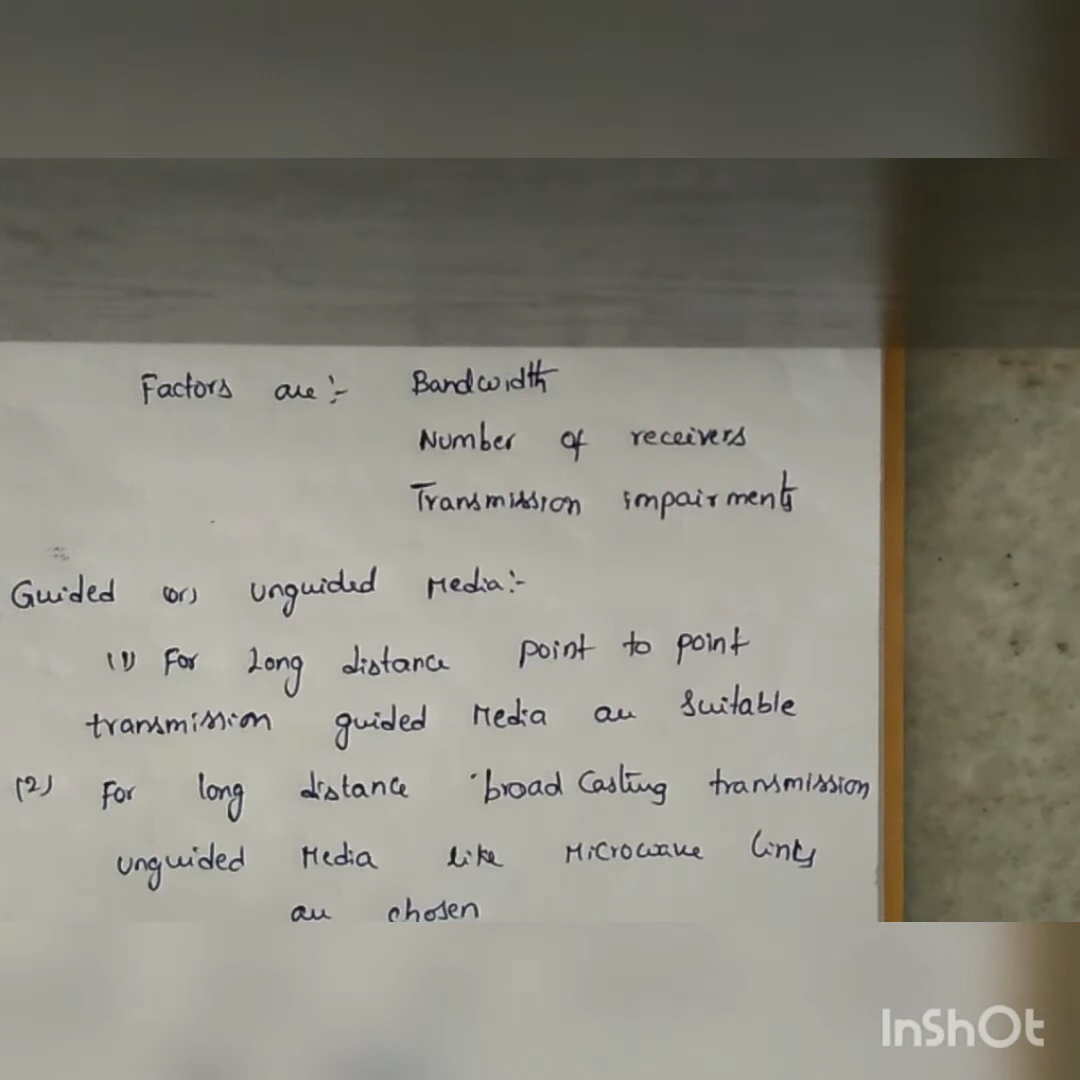 Factors are :- Bandwidth
Number of receivers
Transmission impairments
Guided (or) unguided Media :-
(1) For Long distance point to point
transmission guided Media are suitable
(2) For long distance broad Casting transmission
unguided Media like Microwave links
are chosen
InShOt